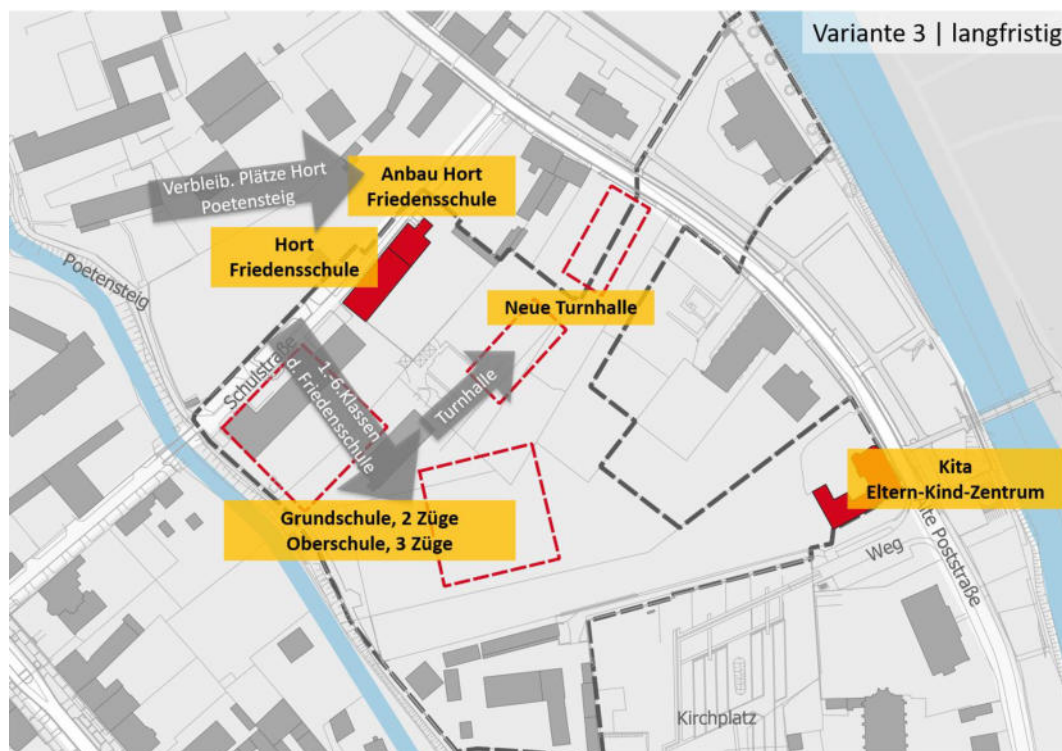 Variante 3 | langfristig
Verbleib. Plätze Hort
Poetensteig
Anbau Hort
Friedensschule
Hort
Friedensschule
Poetensteig
Neue Turnhalle
Schulstraße
1.-6.Klassen
d. Friedensschule
Turnhalle
Kita
Eltern-Kind-Zentrum
Grundschule, 2 Züge
Oberschule, 3 Züge
Weg
Poststraße
Kirchplatz